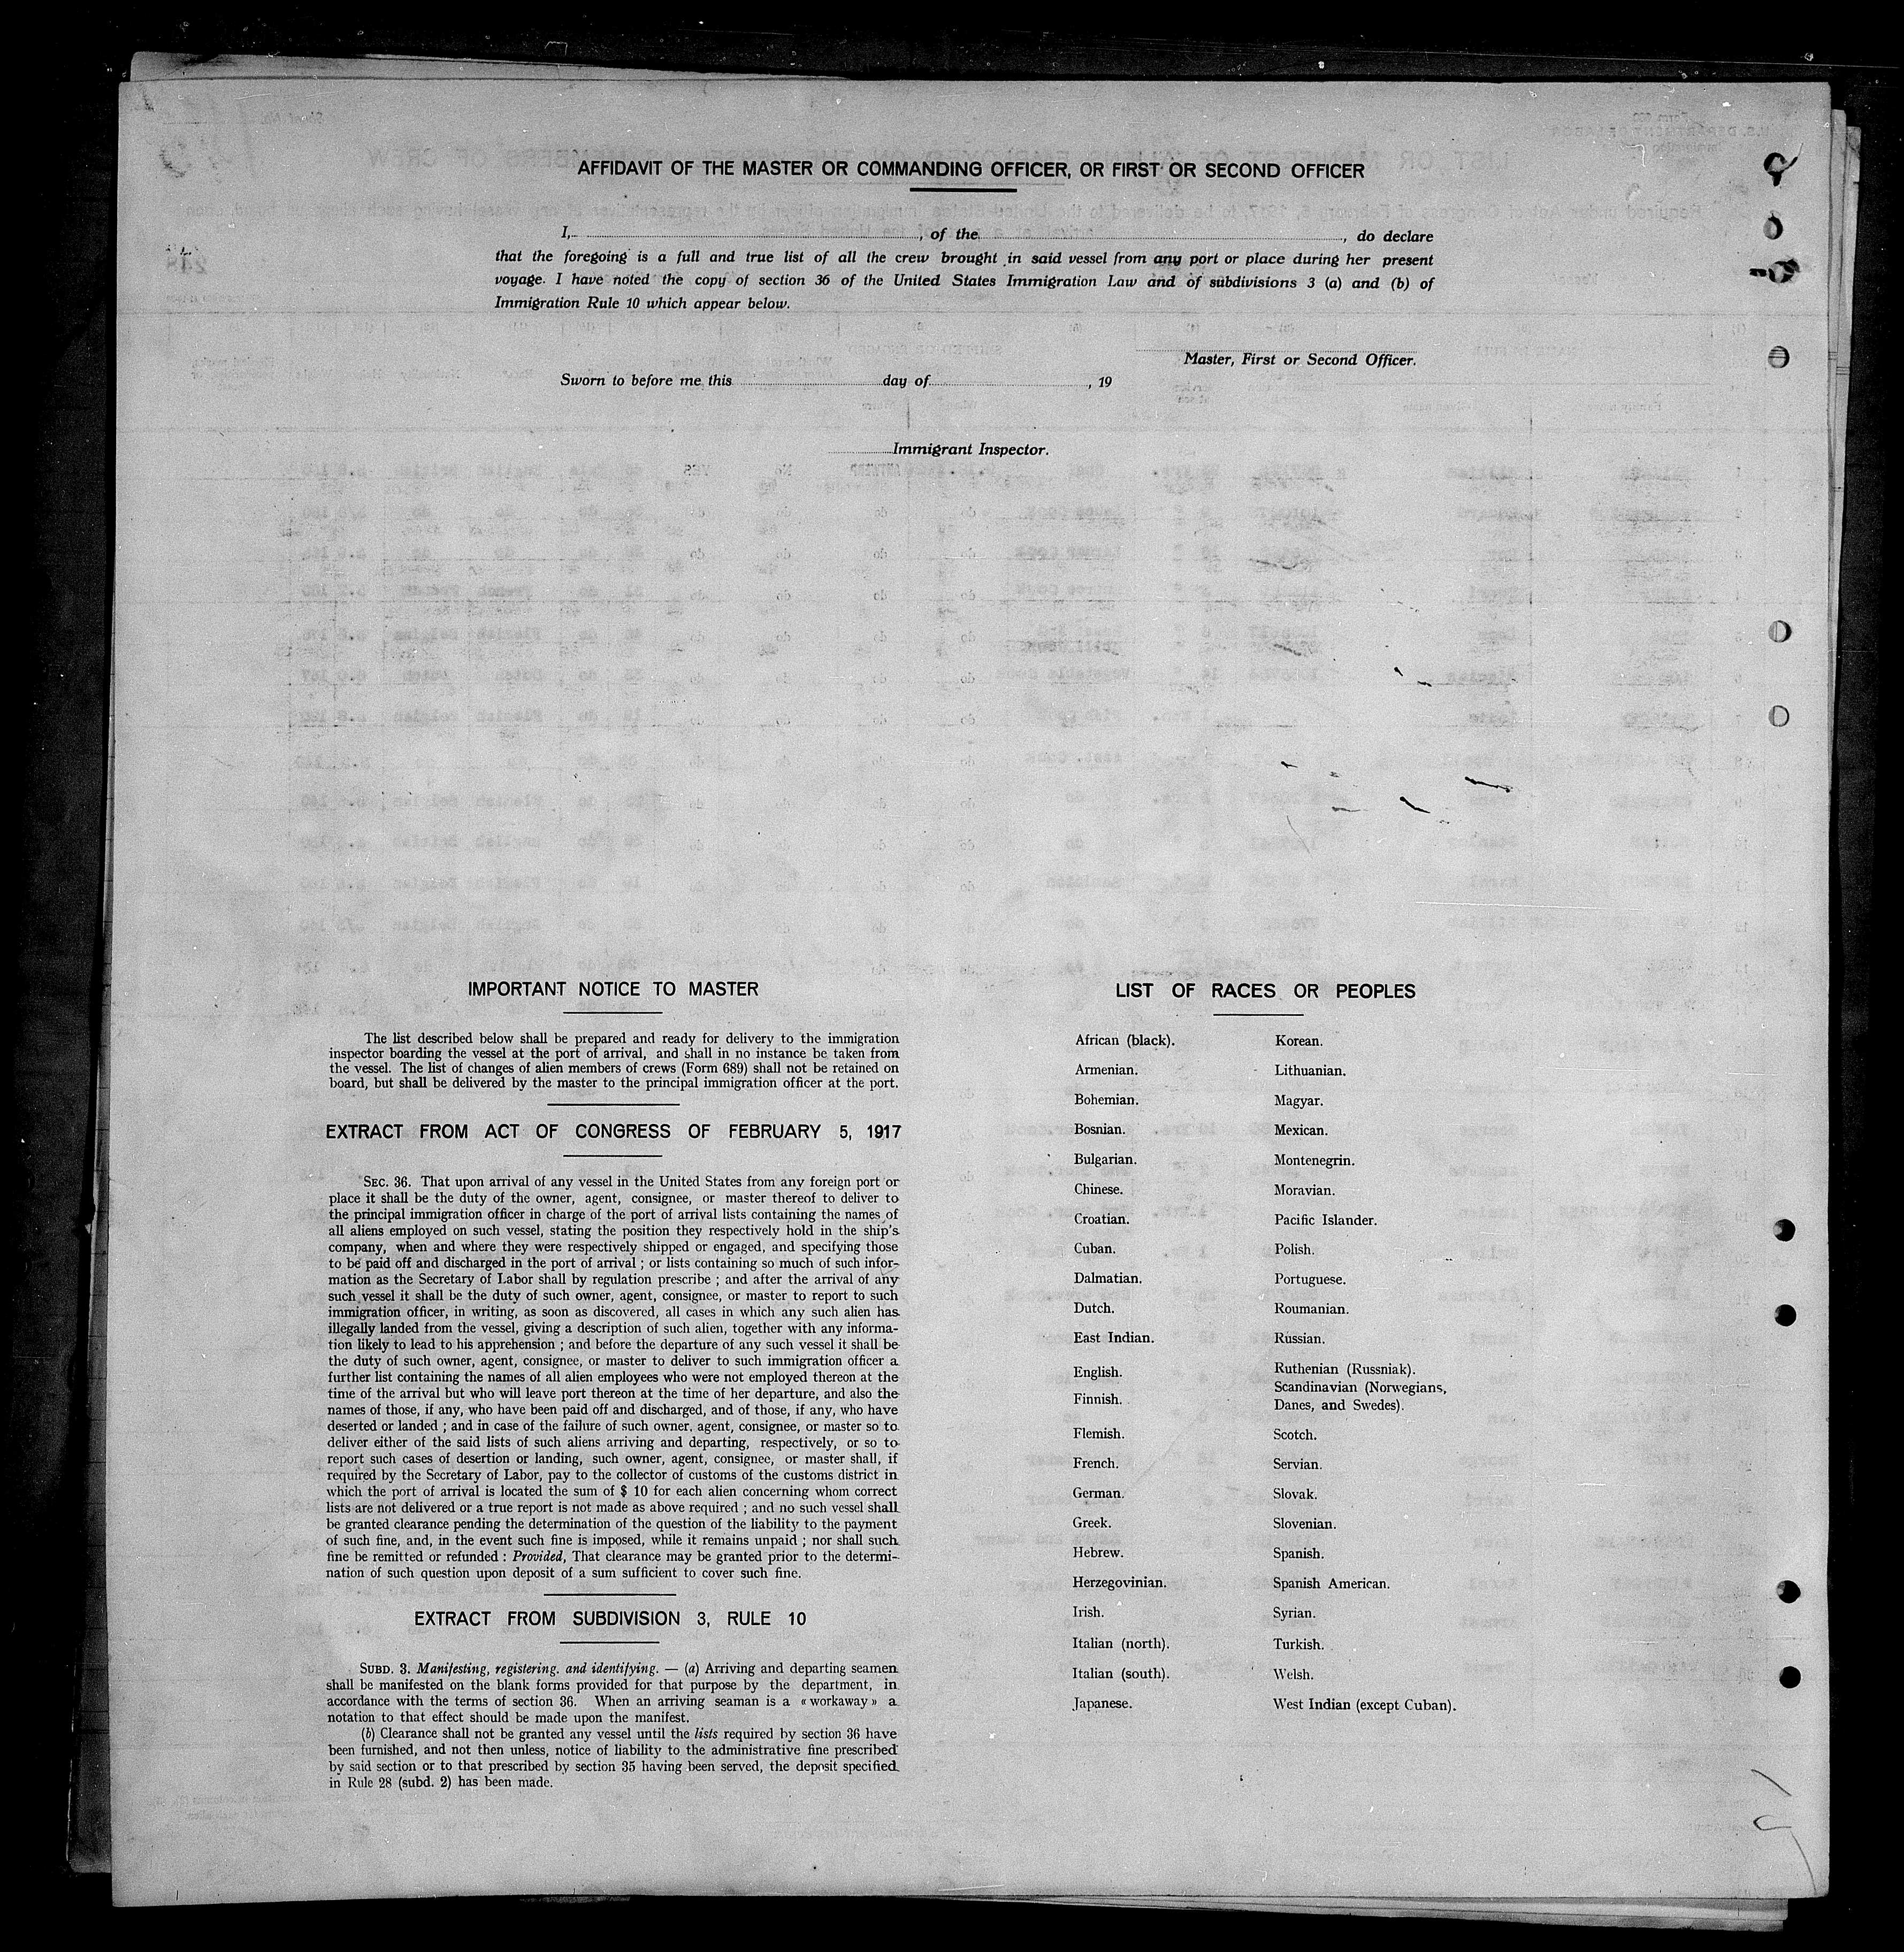 AFFIDAVIT OF THE MASTER OR COMMANDING OFFICER, OR FIRST OR SECOND OFFICER
I, , of the , do declare
that the foregoing is a full and true list of all the crew brought in said vessel from any port or place during her present
voyage. I have noted the copy of section 36 of the United States Immigration Law and of subdivisions 3 (a) and (b) of
Immigration Rule 10 which appear below.
Master, First or Second Officer.
Sworn to before me this day of , 19
Immigrant Inspector.
IMPORTANT NOTICE TO MASTER
The list described below shall be prepared and ready for delivery to the immigration
inspector boarding the vessel at the port of arrival, and shall in no instance be taken from
the vessel. The list of changes of alien members of crews (Form 689) shall not be retained on
board, but shall be delivered by the master to the principal immigration officer at the port.
EXTRACT FROM ACT OF CONGRESS OF FEBRUARY 5, 1917
SEC. 36. That upon arrival of any vessel in the United States from any foreign port or
place it shall be the duty of the owner, agent, consignee, or master thereof to deliver to
the principal immigration officer in charge of the port of arrival lists containing the names of
all aliens employed on such vessel, stating the position they respectively hold in the ship's
company, when and where they were respectively shipped or engaged, and specifying those
to be paid off and discharged in the port of arrival ; or lists containing so much of such infor-
mation as the Secretary of Labor shall by regulation prescribe ; and after the arrival of any
such vessel it shall be the duty of such owner, agent, consignee, or master to report to such
immigration officer, in writing, as soon as discovered, all cases in which any such alien has
illegally landed from the vessel, giving a description of such alien, together with any informa-
tion likely to lead to his apprehension ; and before the departure of any such vessel it shall be
the duty of such owner, agent, consignee, or master to deliver to such immigration officer a
further list containing the names of all alien employees who were not employed thereon at the
time of the arrival but who will leave port thereon at the time of her departure, and also the
names of those, if any, who have been paid off and discharged, and of those, if any, who have
deserted or landed ; and in case of the failure of such owner, agent, consignee, or master so to
deliver either of the said lists of such aliens arriving and departing, respectively, or so to
report such cases of desertion or landing, such owner, agent, consignee, or master shall, if
required by the Secretary of Labor, pay to the collector of customs of the customs district in
which the port of arrival is located the sum of $ 10 for each alien concerning whom correct
lists are not delivered or a true report is not made as above required ; and no such vessel shall
be granted clearance pending the determination of the question of the liability to the payment
of such fine, and, in the event such fine is imposed, while it remains unpaid ; nor shall such
fine be remitted or refunded : Provided, That clearance may be granted prior to the determi-
nation of such question upon deposit of a sum sufficient to cover such fine.
EXTRACT FROM SUBDIVISION 3, RULE 10
SUBD. 3. Manifesting, registering. and identifying. — (a) Arriving and departing seamen
shall be manifested on the blank forms provided for that purpose by the department, in
accordance with the terms of section 36. When an arriving seaman is a « workaway » a
notation to that effect should be made upon the manifest.
(b) Clearance shall not be granted any vessel until the lists required by section 36 have
been furnished, and not then unless, notice of liability to the administrative fine prescribed
by said section or to that prescribed by section 35 having been served, the deposit specified
in Rule 28 (subd. 2) has been made.
LIST OF RACES OR PEOPLES
African (black).
Armenian.
Bohemian.
Bosnian.
Bulgarian.
Chinese.
Croatian.
Cuban.
Dalmatian.
Dutch.
East Indian.
English.
Finnish.
Flemish.
French.
German.
Greek.
Hebrew.
Herzegovinian.
Irish.
Italian (north).
Italian (south).
Japanese.
Korean.
Lithuanian.
Magyar.
Mexican.
Montenegrin.
Moravian.
Pacific Islander.
Polish.
Portuguese.
Roumanian.
Russian.
Ruthenian (Russniak).
Scandinavian (Norwegians,
Danes, and Swedes).
Scotch.
Servian.
Slovak.
Slovenian.
Spanish.
Spanish American.
Syrian.
Turkish.
Welsh.
West Indian (except Cuban).